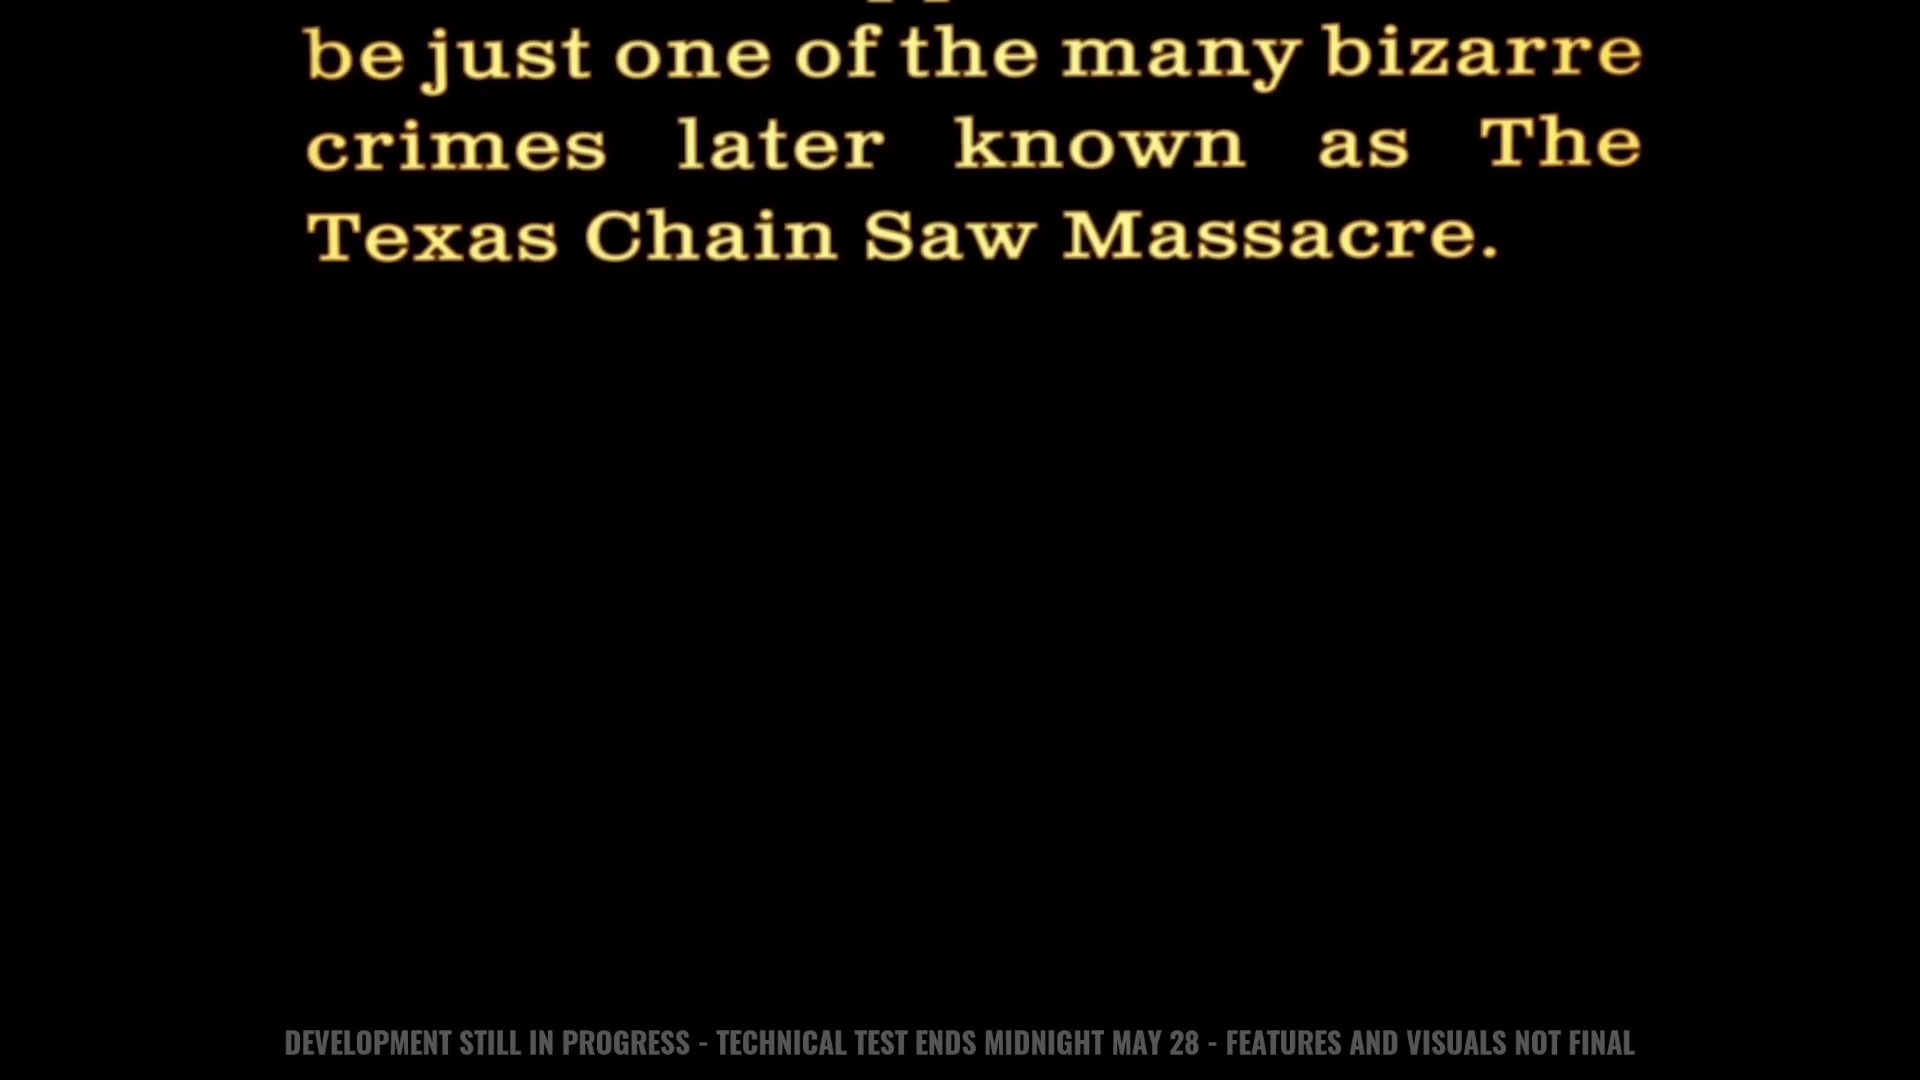 be just one of the many bizarre
crimes later known as The
Texas Chain Saw Massacre.
DEVELOPMENT STILL IN PROGRESS - TECHNICAL TEST ENDS MIDNIGHT MAY 28 - FEATURES AND VISUALS NOT FINAL